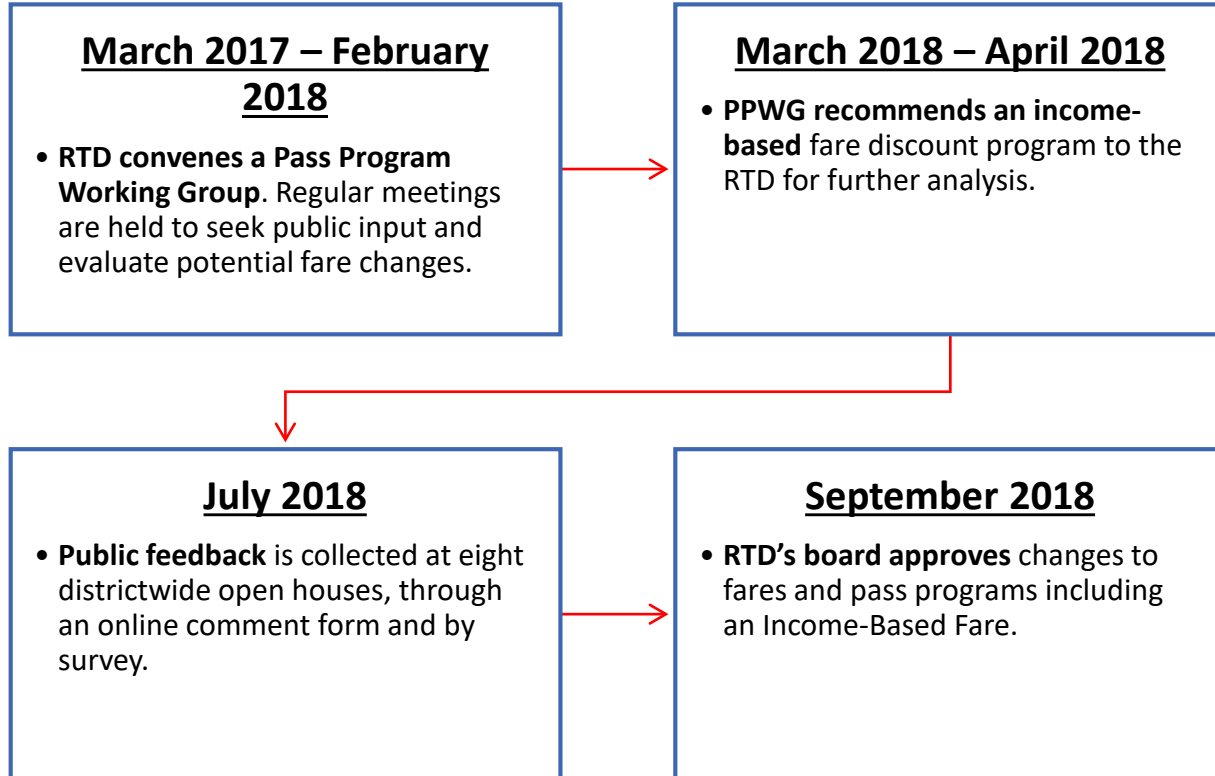 March 2017 – February
2018
• RTD convenes a Pass Program
Working Group. Regular meetings
are held to seek public input and
evaluate potential fare changes.
March 2018 – April 2018
• PPWG recommends an income-
based fare discount program to the
RTD for further analysis.
July 2018
• Public feedback is collected at eight
districtwide open houses, through
an online comment form and by
survey.
September 2018
• RTD’s board approves changes to
fares and pass programs including
an Income-Based Fare.